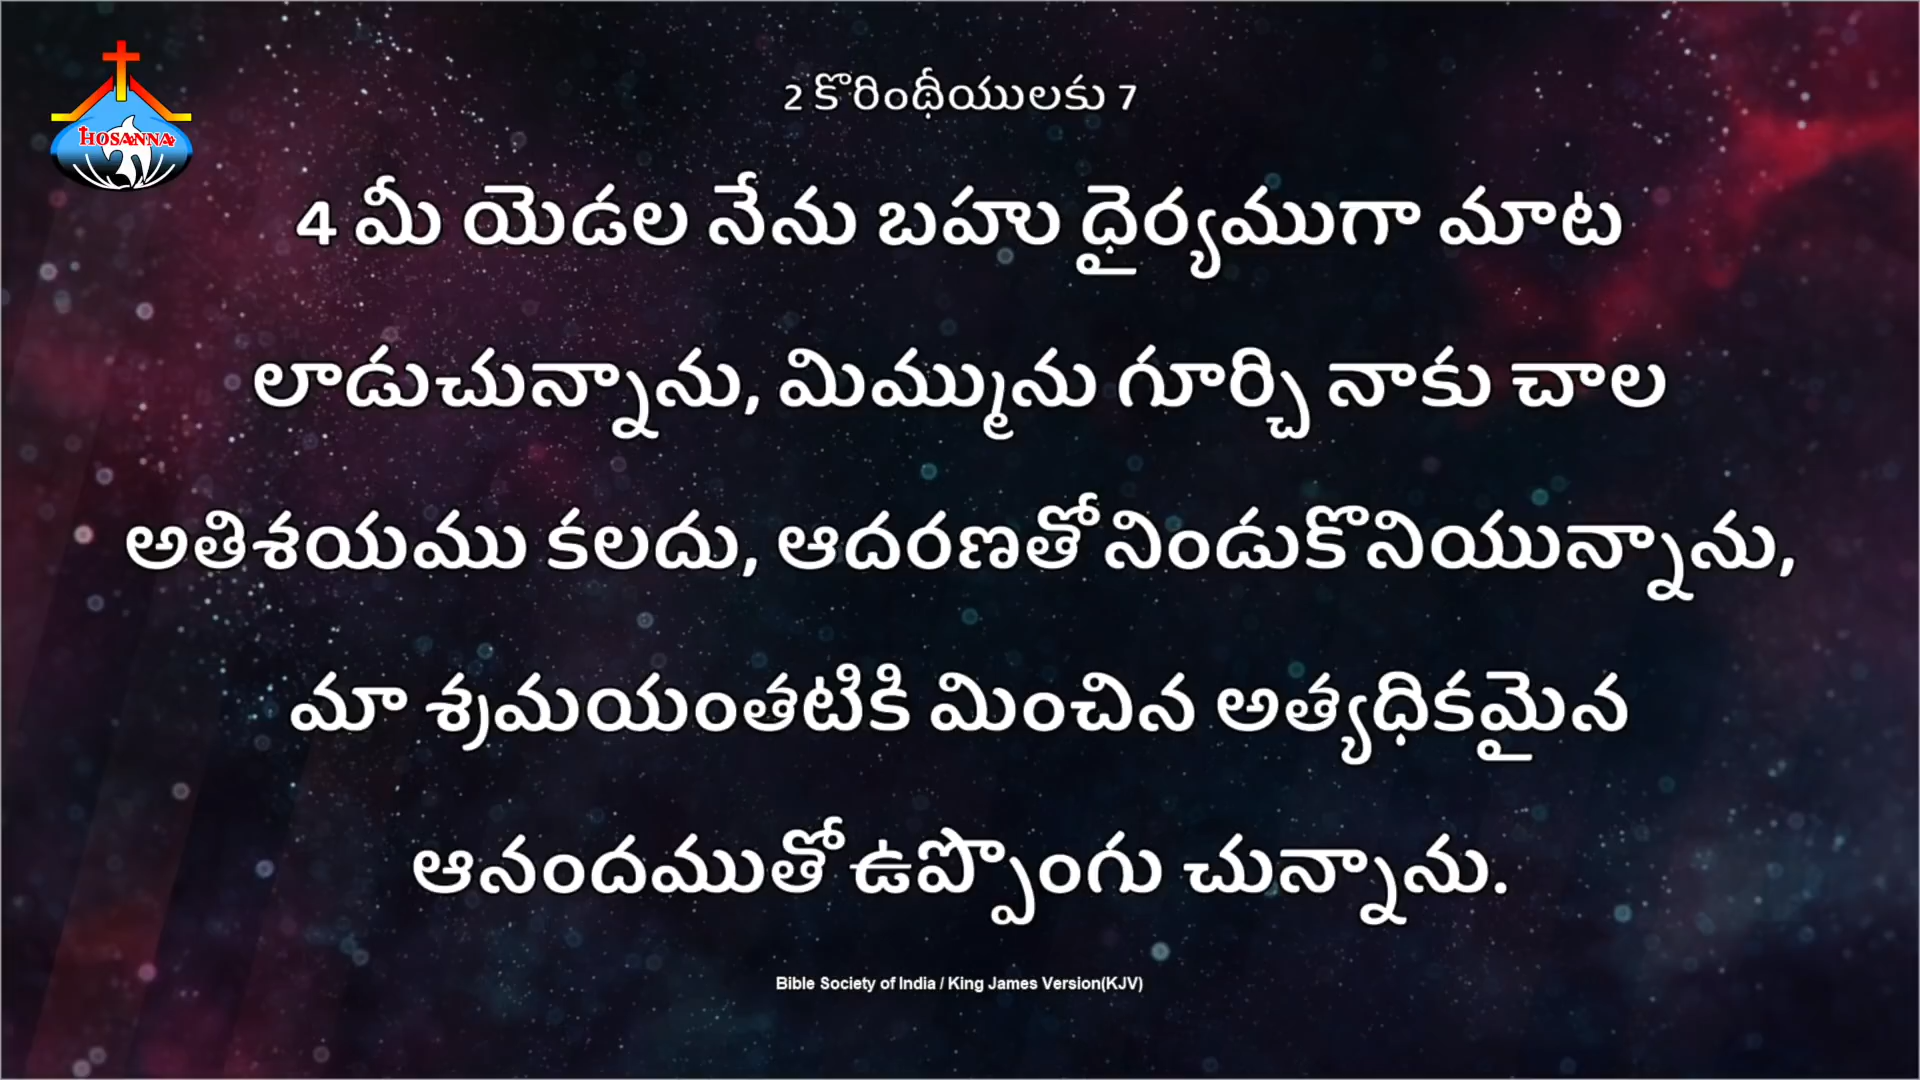 2 కొరింథీయులకు 7
HOSANNA
4 మీ యెడల నేను బహు ధైర్యముగా మాట
లాడుచున్నాను, మిమ్మును గూర్చి నాకు చాల
అతిశయము కలదు, ఆదరణతో నిండుకొనియున్నాను,
మా శ్రమయంతటికి మించిన అత్యధికమైన
ఆనందముతో ఉప్పొంగు చున్నాను.
Bible Society of India / King James Version(KJV)